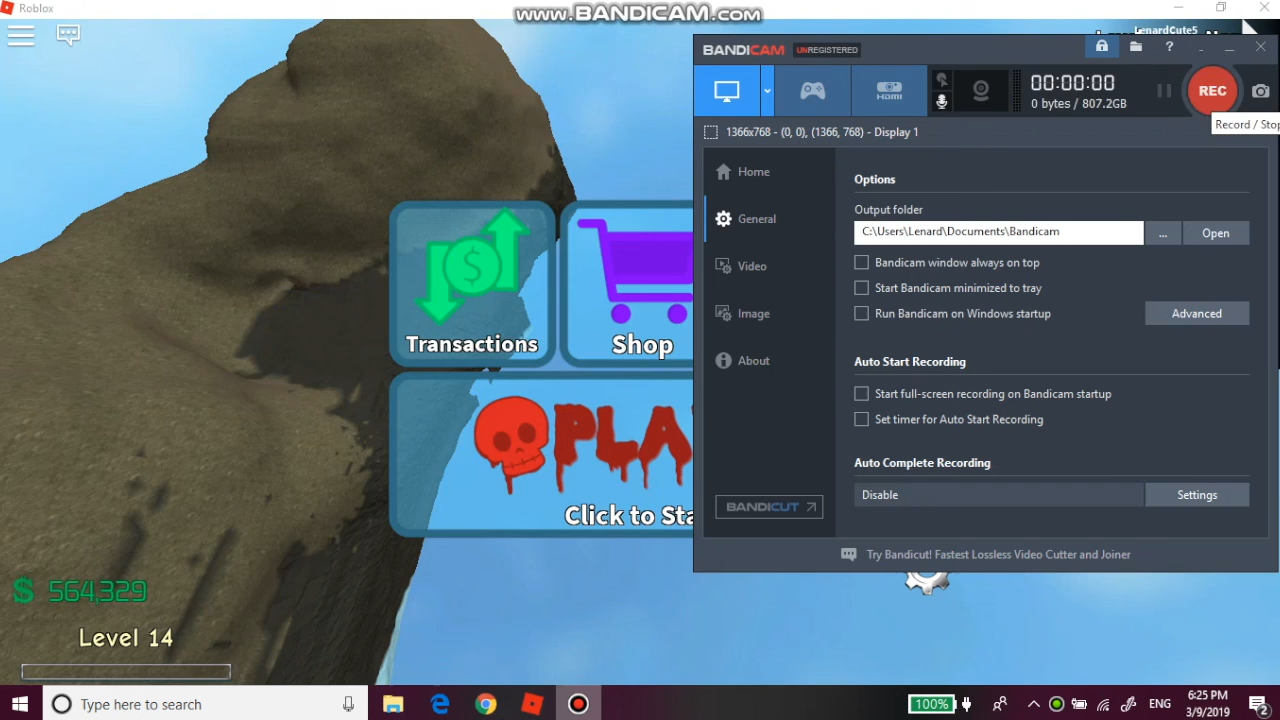 Roblox
www.BANDICAM.com
LenardCute5
BANDICAM UNREGISTERED
HDMI
00:00:00
0 bytes / 807.2GB
REC
Record / Stop
1366x768 - (0, 0), (1366, 768) - Display 1
Home
General
Video
Image
About
BANDICUT
Options
Output folder
C:\Users\Lenard\Documents\Bandicam
...
Open
Bandicam window always on top
Start Bandicam minimized to tray
Run Bandicam on Windows startup
Advanced
Auto Start Recording
Start full-screen recording on Bandicam startup
Set timer for Auto Start Recording
Auto Complete Recording
Disable
Settings
Try Bandicut! Fastest Lossless Video Cutter and Joiner
Transactions
Shop
PLA
Click to Sta
$ 564,329
Level 14
Type here to search
100%
ENG
6:25 PM
3/9/2019
2